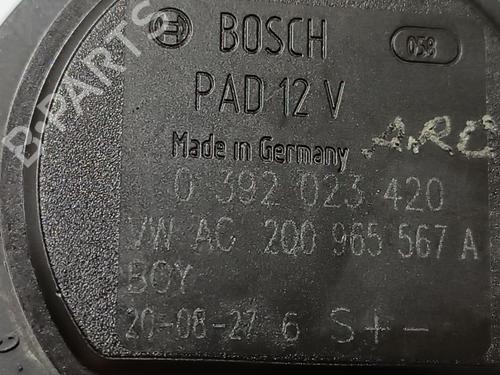 BOSCH
058
PAD 12 V
Made in Germany
0 392 023 420
VW AG 2Q0 965 567 A
BOY
20-08-27 6 S+-
B-PARTS